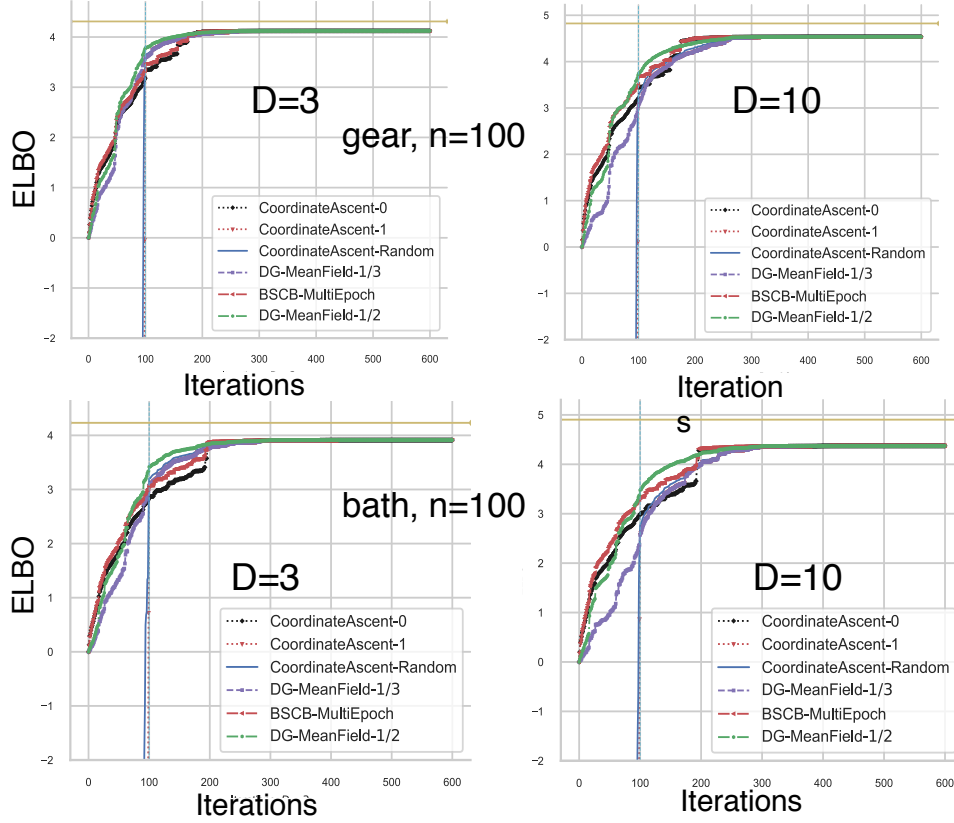 4
3
2
1
0
−1
−2
ELBO
D=3
CoordinateAscent-0
CoordinateAscent-1
CoordinateAscent-Random
DG-MeanField-1/3
BSCB-MultiEpoch
DG-MeanField-1/2
0 100 200 300 400 500 600
Iterations
gear, n=100
5
4
3
2
1
0
−1
−2
D=10
CoordinateAscent-0
CoordinateAscent-1
CoordinateAscent-Random
DG-MeanField-1/3
BSCB-MultiEpoch
DG-MeanField-1/2
0 100 200 300 400 500 600
Iteration
s
4
3
2
1
0
−1
−2
ELBO
D=3
CoordinateAscent-0
CoordinateAscent-1
CoordinateAscent-Random
DG-MeanField-1/3
BSCB-MultiEpoch
DG-MeanField-1/2
0 100 200 300 400 500 600
Iterations
bath, n=100
5
4
3
2
1
0
−1
−2
D=10
CoordinateAscent-0
CoordinateAscent-1
CoordinateAscent-Random
DG-MeanField-1/3
BSCB-MultiEpoch
DG-MeanField-1/2
0 100 200 300 400 500 600
Iterations